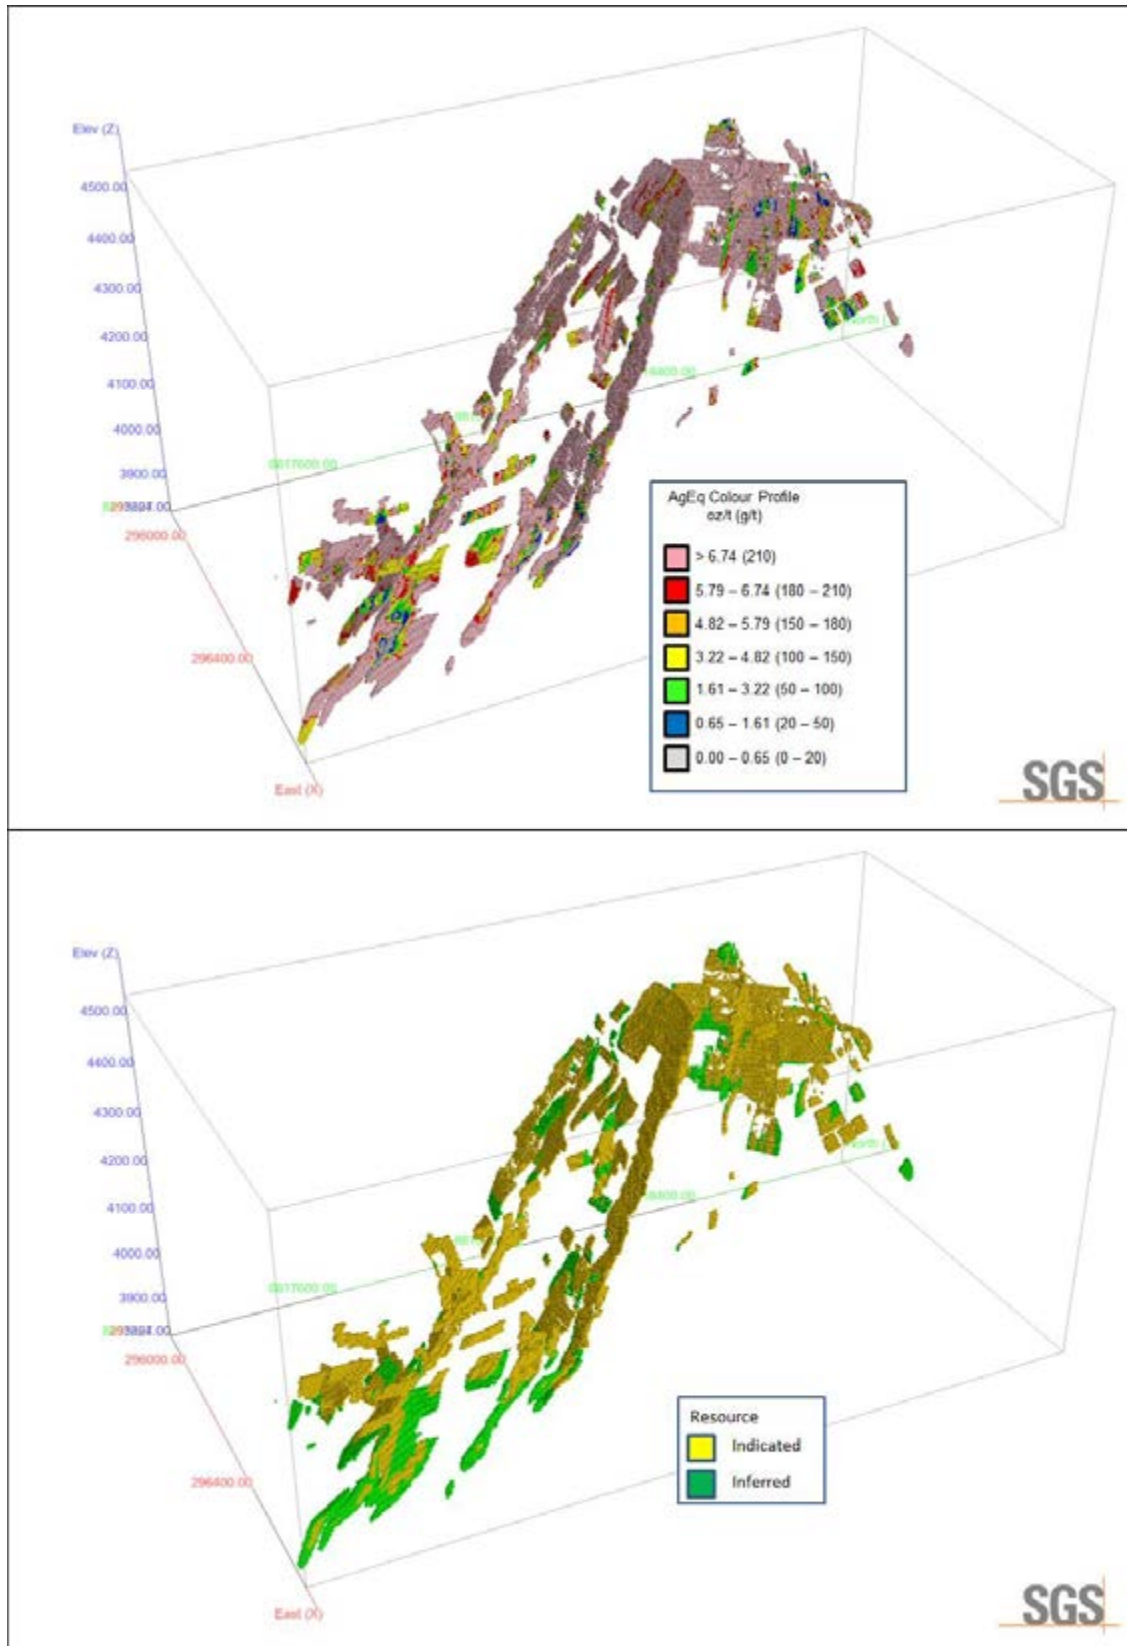 Elev (Z)
4500.00
4400.00
4300.00
4200.00
4100.00
4000.00
3900.00
296000.00
8817600.00
296400.00
East (X)
North (
AgEq Colour Profile
oz/t (g/t)
> 6.74 (210)
5.79 – 6.74 (180 – 210)
4.82 – 5.79 (150 – 180)
3.22 – 4.82 (100 – 150)
1.61 – 3.22 (50 – 100)
0.65 – 1.61 (20 – 50)
0.00 – 0.65 (0 – 20)
SGS
Elev (Z)
4500.00
4400.00
4300.00
4200.00
4100.00
4000.00
3900.00
296000.00
8817600.00
296400.00
East (X)
North (
Resource
Indicated
Inferred
SGS